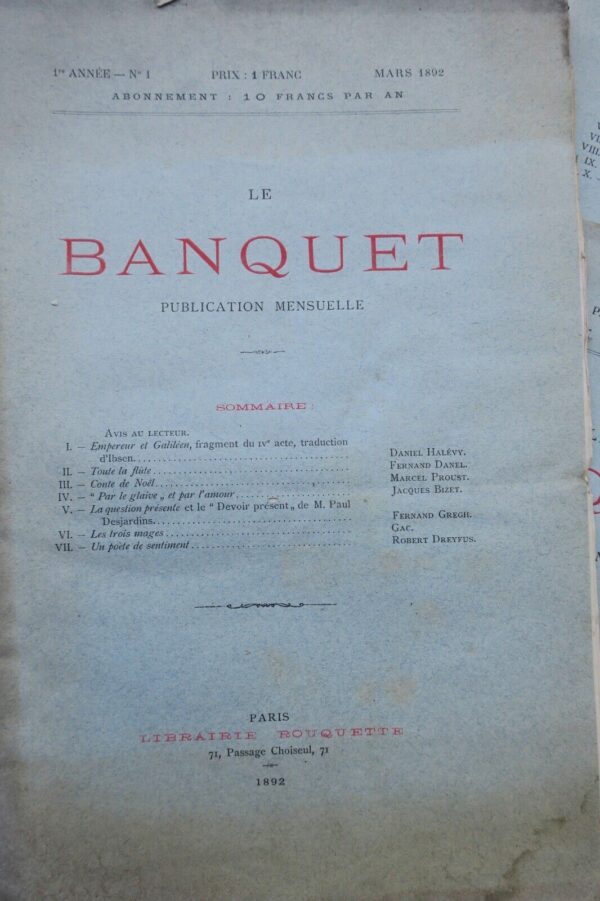 1re ANNÉE — No 1 PRIX : 1 FRANC MARS 1892
ABONNEMENT : 10 FRANCS PAR AN
LE
BANQUET
PUBLICATION MENSUELLE
SOMMAIRE :
AVIS AU LECTEUR.
I. — Empereur et Galiléen, fragment du IVe acte, traduction
d'Ibsen. DANIEL HALÉVY.
II. — Toute la flûte FERNAND DANEL.
III. — Conte de Noël MARCEL PROUST.
IV. — “ Par le glaive „ et par l'amour JACQUES BIZET.
V. — La question présente et le " Devoir présent „ de M. Paul
Desjardins. FERNAND GREGH.
VI. — Les trois mages GAC.
VII. — Un poète de sentiment ROBERT DREYFUS.
PARIS
LIBRAIRIE ROUQUETTE
71, Passage Choiseul, 71
1892
VIII.
IX.
X.